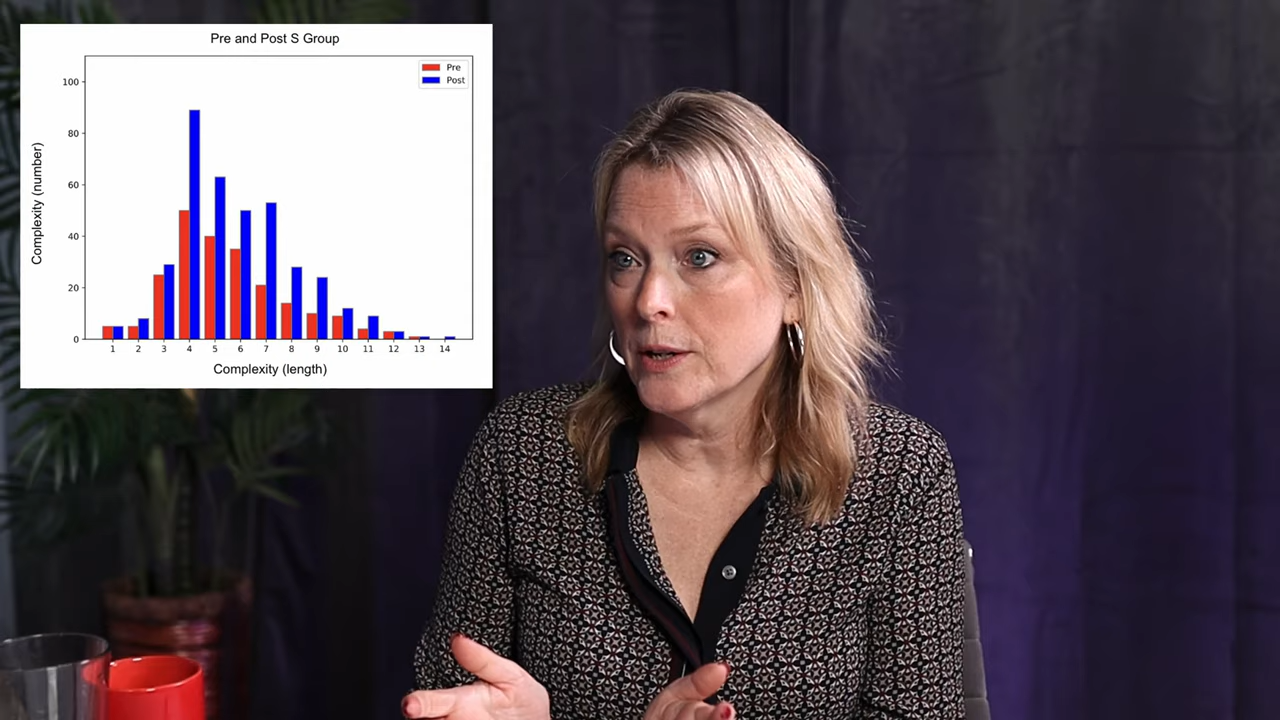 Pre and Post S Group
Pre
Post
100
80
60
40
20
0
Complexity (number)
1 2 3 4 5 6 7 8 9 10 11 12 13 14
Complexity (length)